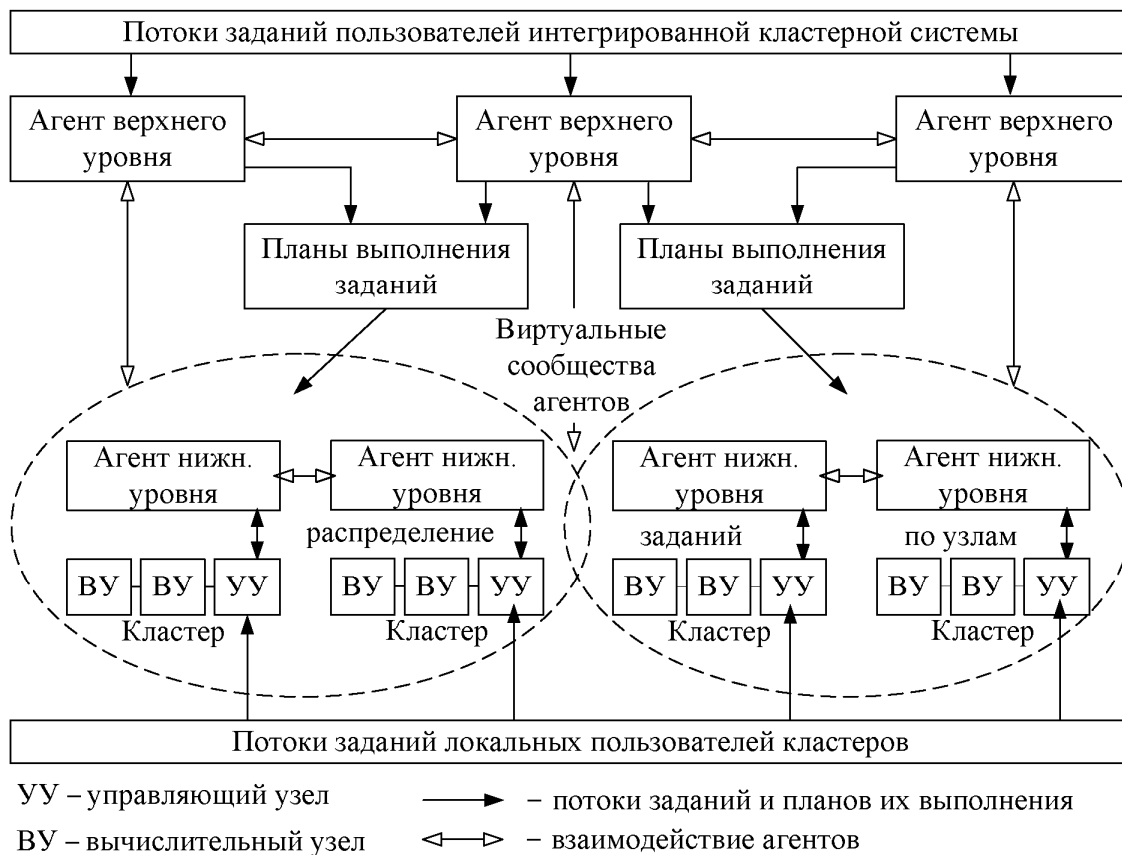 Потоки заданий пользователей интегрированной кластерной системы
Агент верхнего
уровня
Агент верхнего
уровня
Агент верхнего
уровня
Планы выполнения
заданий
Планы выполнения
заданий
Виртуальные
сообщества
агентов
Агент нижн.
уровня
Агент нижн.
уровня
Агент нижн.
уровня
Агент нижн.
уровня
распределение
заданий
по узлам
ВУ ВУ УУ
ВУ ВУ УУ
ВУ ВУ УУ
ВУ ВУ УУ
Кластер
Кластер
Кластер
Кластер
Потоки заданий локальных пользователей кластеров
УУ – управляющий узел
– потоки заданий и планов их выполнения
ВУ – вычислительный узел
– взаимодействие агентов